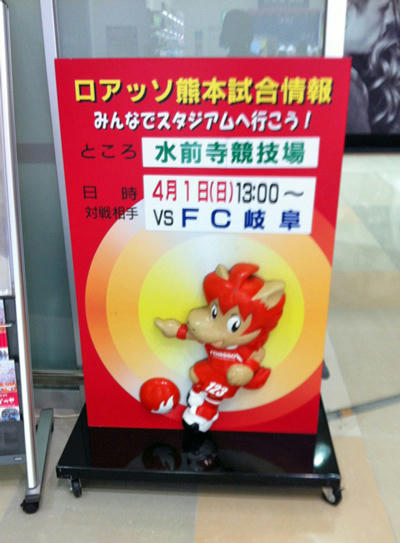 ロアッソ熊本試合情報
みんなでスタジアムへ行こう!
ところ 水前寺競技場
日時 4月1日(日)13:00〜
対戦相手 VS FC岐阜
123